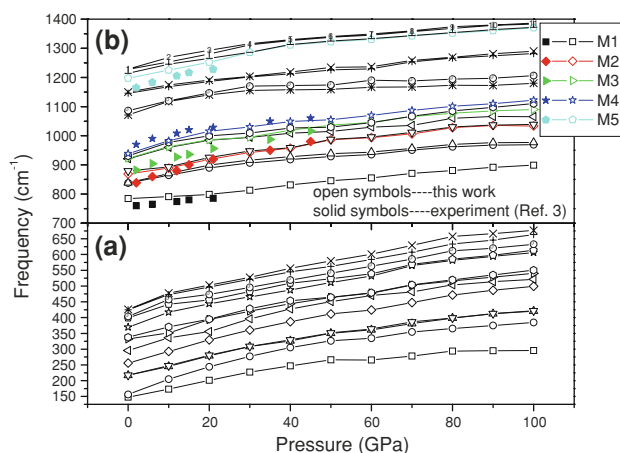 (b)
1400
1300
1200
1100
1000
900
800
700
M1
M2
M3
M4
M5
open symbols----this work
solid symbols----experiment (Ref. 3)
(a)
650
600
550
500
450
400
350
300
250
200
150
Frequency (cm-1)
0
20
40
60
80
100
Pressure (GPa)